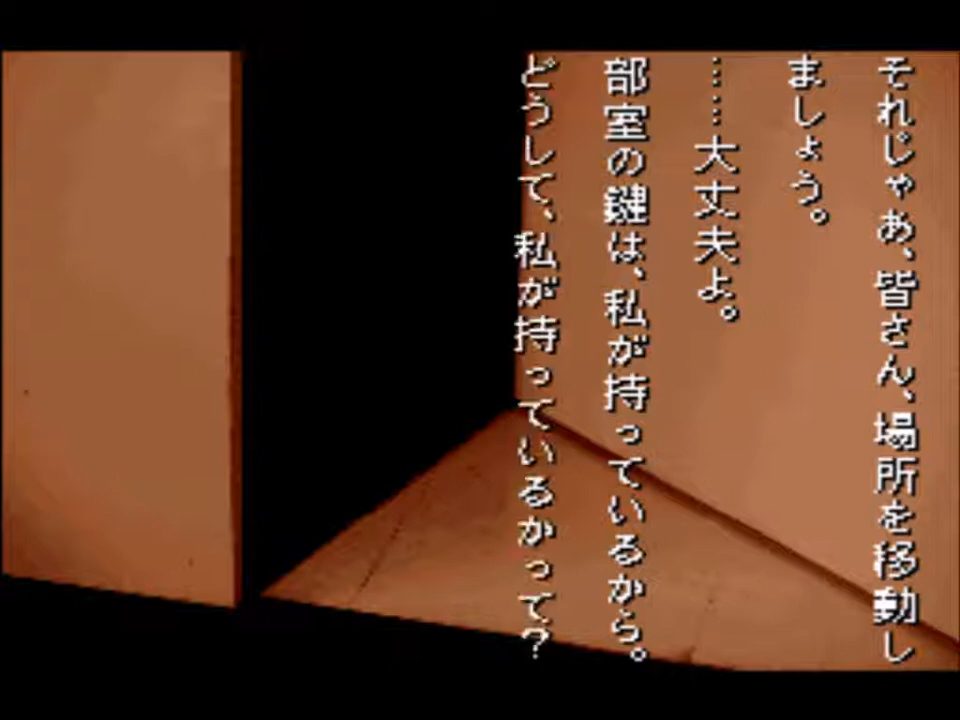 それじゃあ、皆さん、場所を移動し
ましょう。
……大丈夫よ。
部室の鍵は、私が持っているから。
どうして、私が持っているかって？